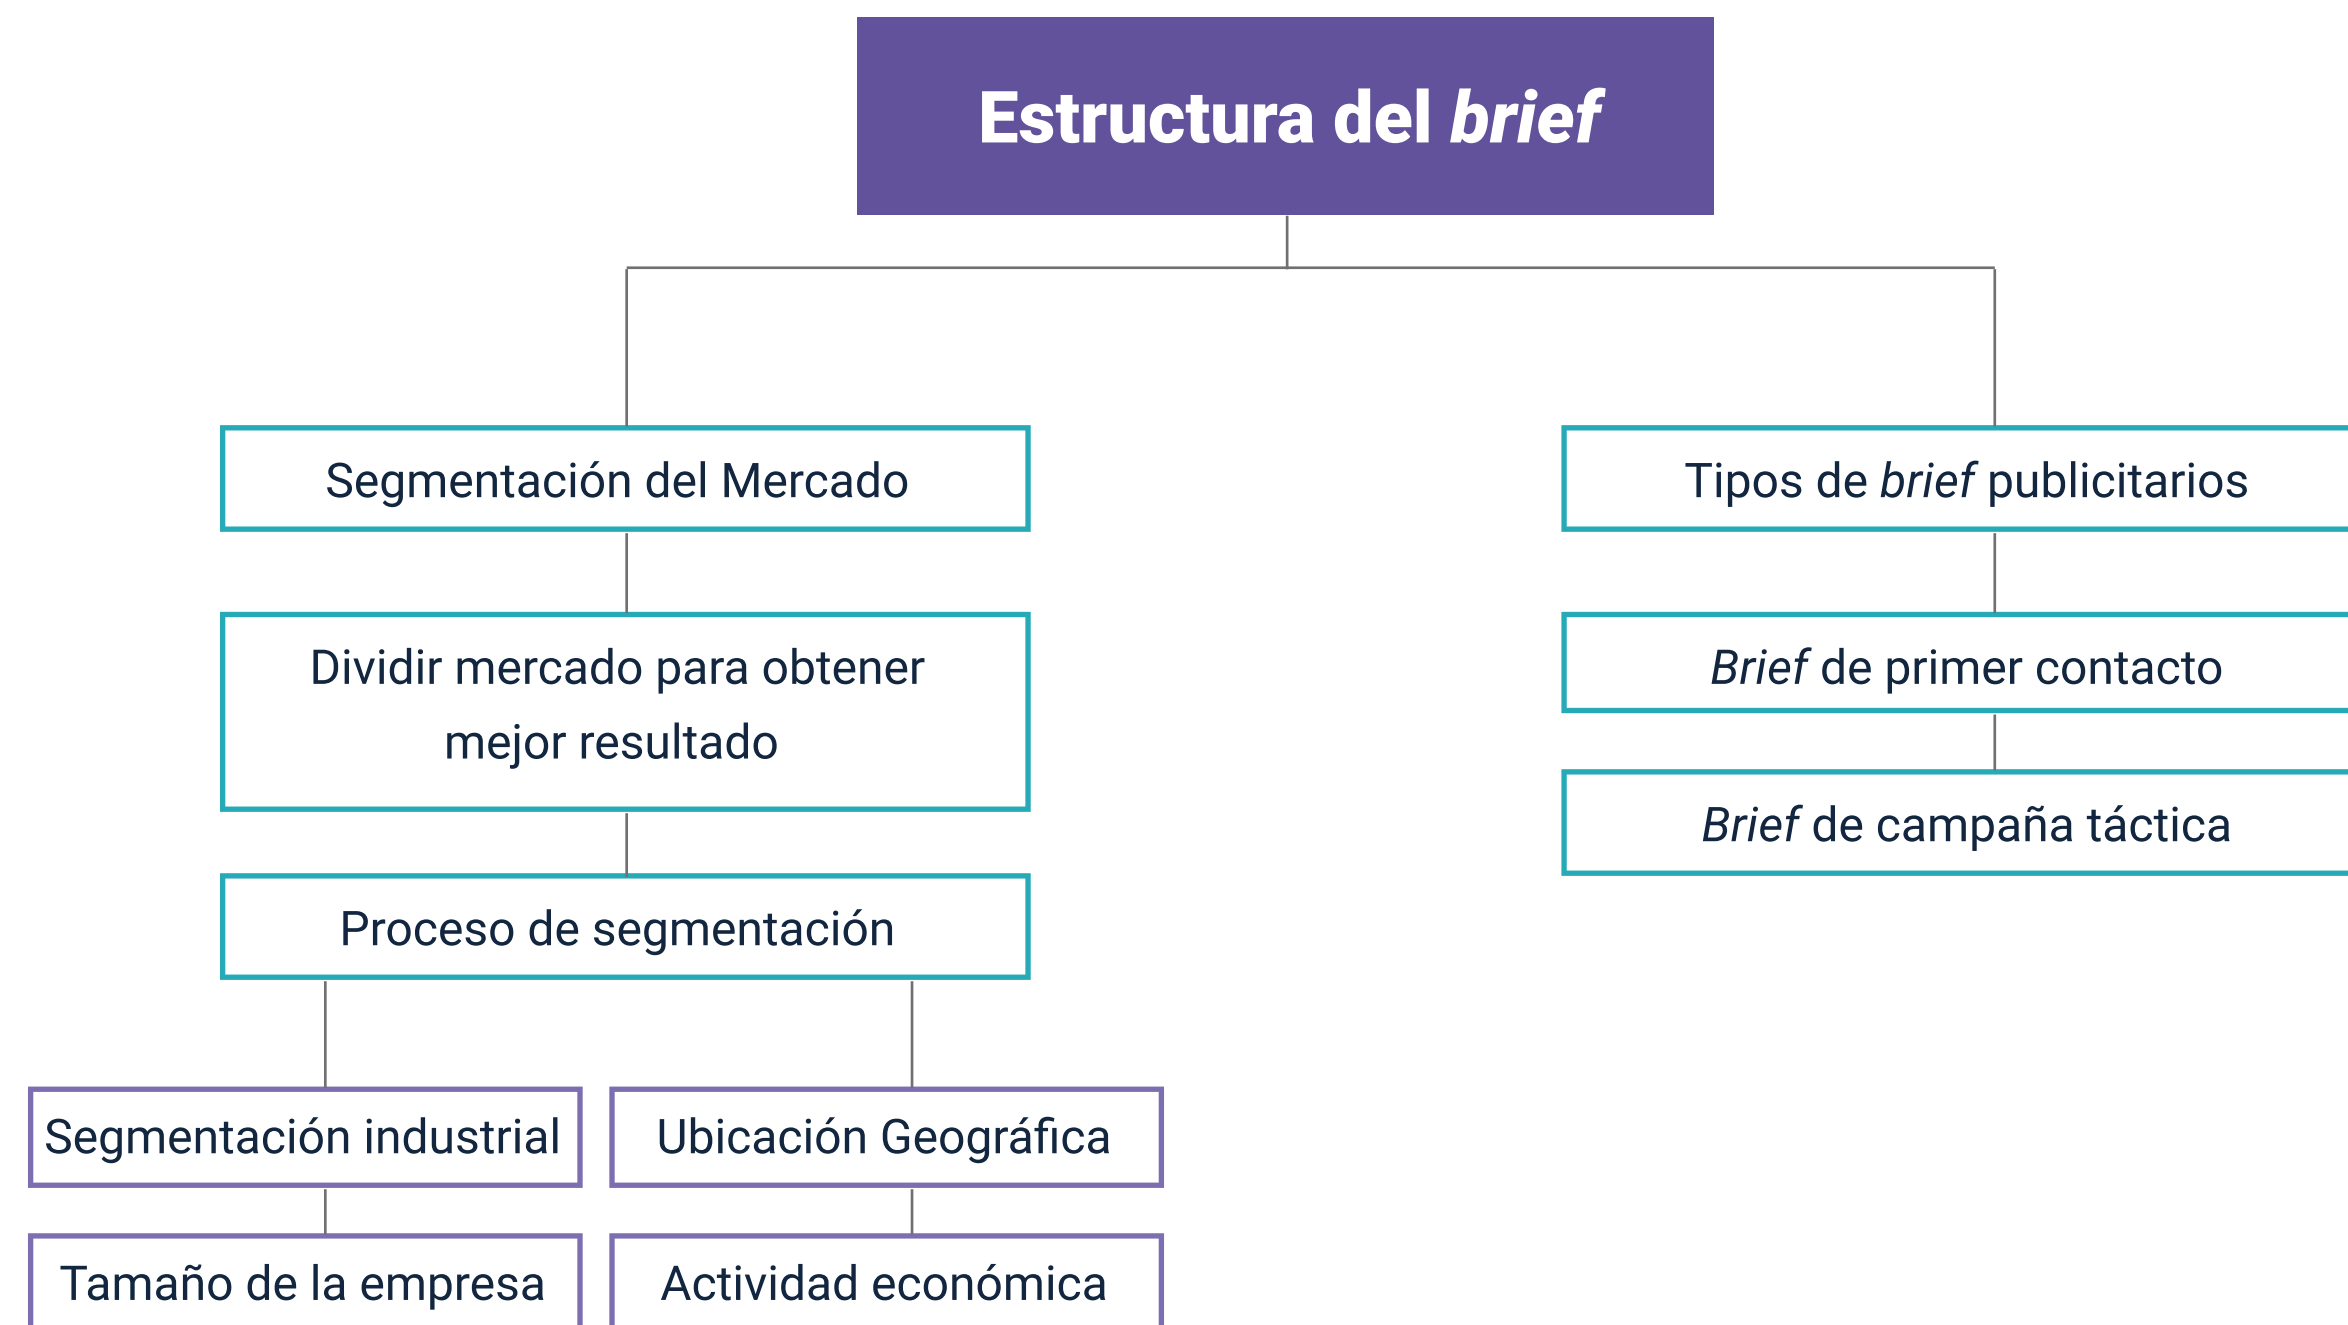 Estructura del brief
Segmentación del Mercado
Dividir mercado para obtener
mejor resultado
Proceso de segmentación
Segmentación industrial
Ubicación Geográfica
Tamaño de la empresa
Actividad económica
Tipos de brief publicitarios
Brief de primer contacto
Brief de campaña táctica